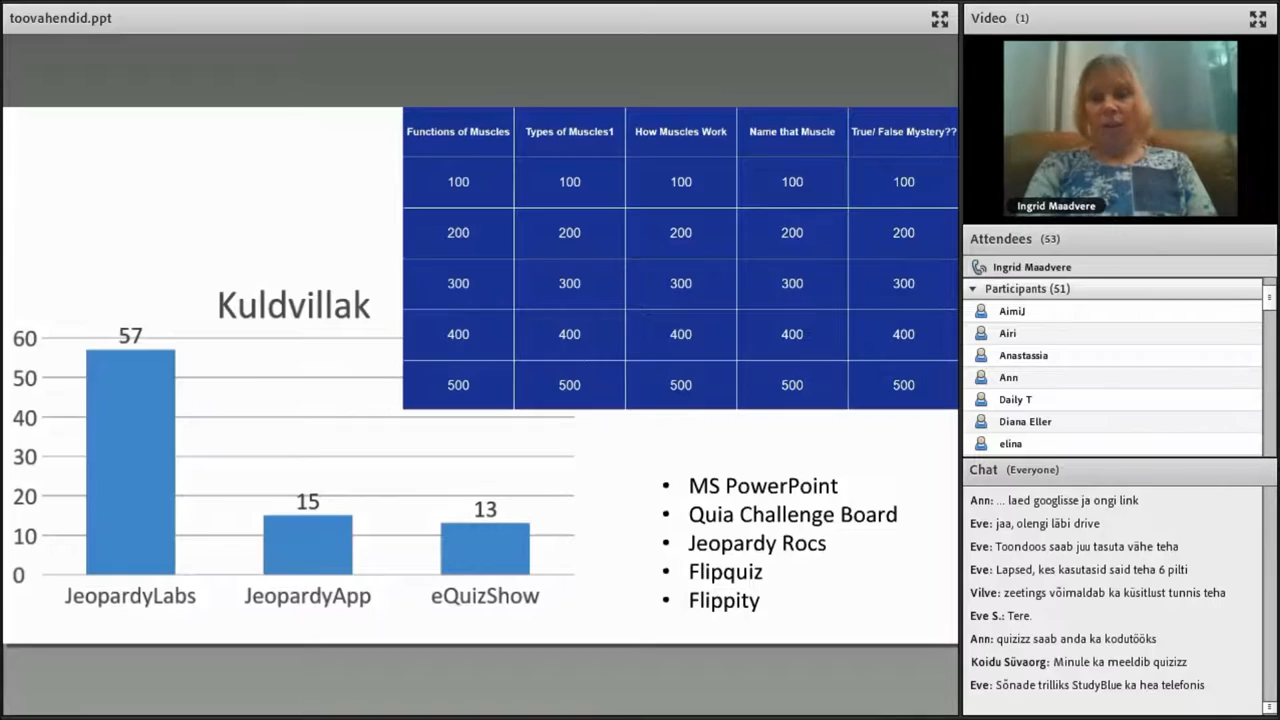 toovahendid.ppt
Functions of Muscles Types of Muscles1 How Muscles Work Name that Muscle True/ False Mystery??
100 100 100 100 100
200 200 200 200 200
300 300 300 300 300
400 400 400 400 400
500 500 500 500 500
Kuldvillak
60
50
40
30
20
10
0
57
15
13
JeopardyLabs JeopardyApp eQuizShow
• MS PowerPoint
• Quia Challenge Board
• Jeopardy Rocs
• Flipquiz
• Flippity
Video (1)
Ingrid Maadvere
Attendees (53)
Ingrid Maadvere
Participants (51)
AimiJ
Airi
Anastassia
Ann
Daily T
Diana Eller
elina
Chat (Everyone)
Ann: ... laed googlisse ja ongi link
Eve: jaa, olengi läbi drive
Eve: Toondoos saab juu tasuta vähe teha
Eve: Lapsed, kes kasutasid said teha 6 pilti
Vilve: zeetings võimaldab ka küsitlust tunnis teha
Eve S.: Tere.
Ann: quizizz saab anda ka kodutööks
Koidu Süvaorg: Minule ka meeldib quizizz
Eve: Sõnade trilliks StudyBlue ka hea telefonis